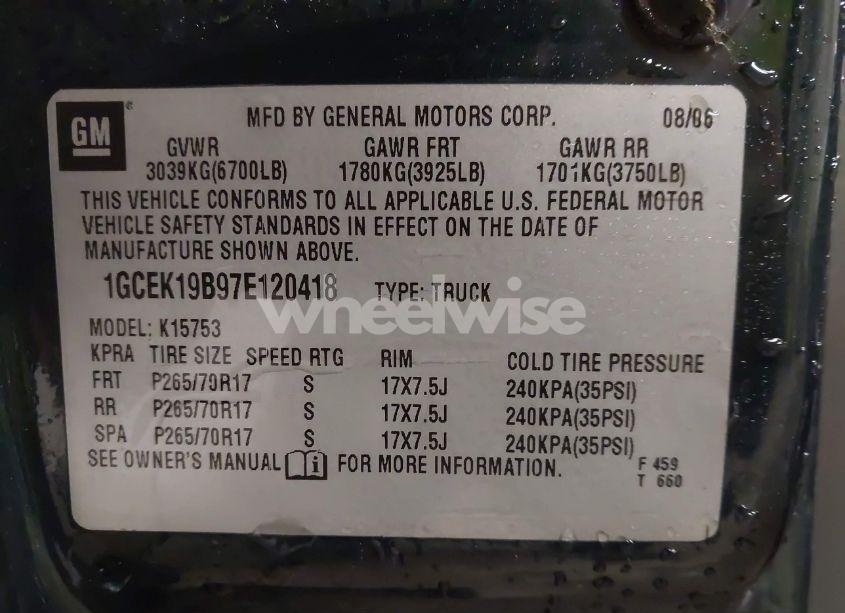 GM
MFD BY GENERAL MOTORS CORP. 08/06
GVWR GAWR FRT GAWR RR
3039KG(6700LB) 1780KG(3925LB) 1701KG(3750LB)
THIS VEHICLE CONFORMS TO ALL APPLICABLE U.S. FEDERAL MOTOR
VEHICLE SAFETY STANDARDS IN EFFECT ON THE DATE OF
MANUFACTURE SHOWN ABOVE.
1GCEK19B97E120418 TYPE: TRUCK
wheelwise
MODEL: K15753
KPRA TIRE SIZE SPEED RTG RIM COLD TIRE PRESSURE
FRT P265/70R17 S 17X7.5J 240KPA(35PSI)
RR P265/70R17 S 17X7.5J 240KPA(35PSI)
SPA P265/70R17 S 17X7.5J 240KPA(35PSI)
SEE OWNER'S MANUAL FOR MORE INFORMATION.
F 459
T 660